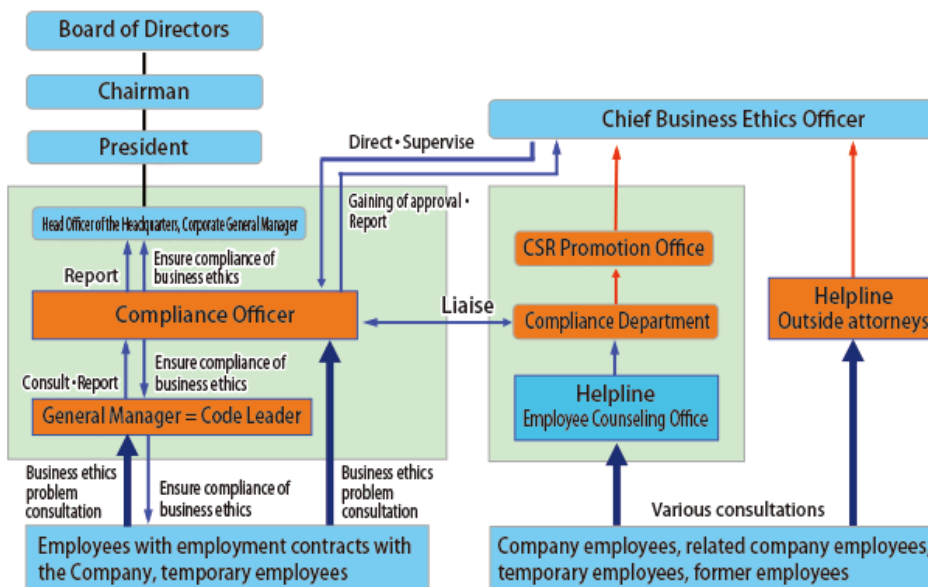 Board of Directors
Chairman
President
Head Officer of the Headquarters, Corporate General Manager
Report
Ensure compliance of
business ethics
Compliance Officer
Consult・Report
Ensure compliance of
business ethics
General Manager = Code Leader
Business ethics
problem
consultation
Ensure compliance of
business ethics
Business ethics
problem
consultation
Employees with employment contracts with
the Company, temporary employees
Direct・Supervise
Gaining of approval・
Report
Liaise
Chief Business Ethics Officer
CSR Promotion Office
Compliance Department
Helpline
Employee Counseling Office
Helpline
Outside attorneys
Various consultations
Company employees, related company employees,
temporary employees, former employees